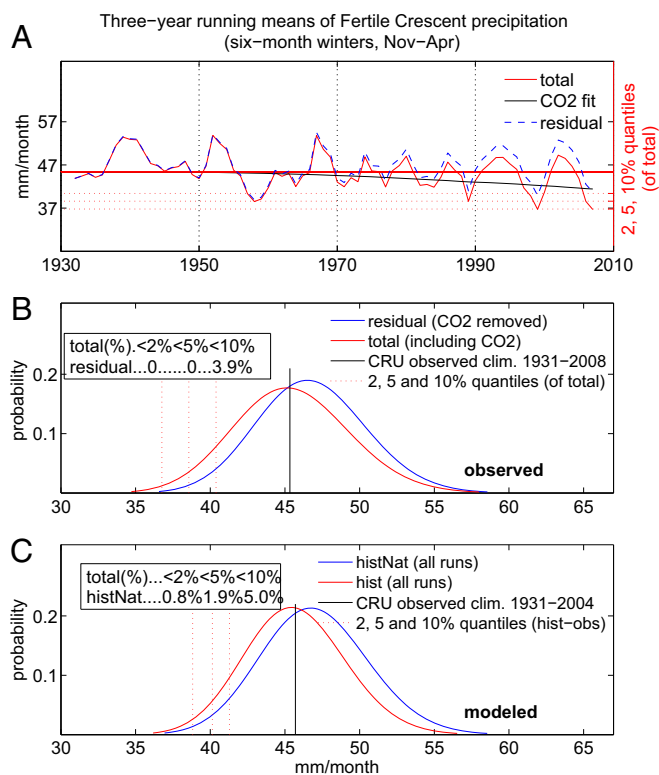 Three−year running means of Fertile Crescent precipitation
(six−month winters, Nov−Apr)
A
total
CO2 fit
residual
57
47
37
mm/month
2, 5, 10% quantiles
(of total)
1930 1950 1970 1990 2010
B
total(%).<2%<5%<10%
residual...0......0...3.9%
residual (CO2 removed)
total (including CO2)
CRU observed clim. 1931−2008
2, 5 and 10% quantiles (of total)
0.2
0.1
probability
observed
30 35 40 45 50 55 60 65
C
total(%)...<2%<5%<10%
histNat....0.8%1.9%5.0%
histNat (all runs)
hist (all runs)
CRU observed clim. 1931−2004
2, 5 and 10% quantiles (hist−obs)
0.2
0.1
probability
modeled
30 35 40 45 50 55 60 65
mm/month